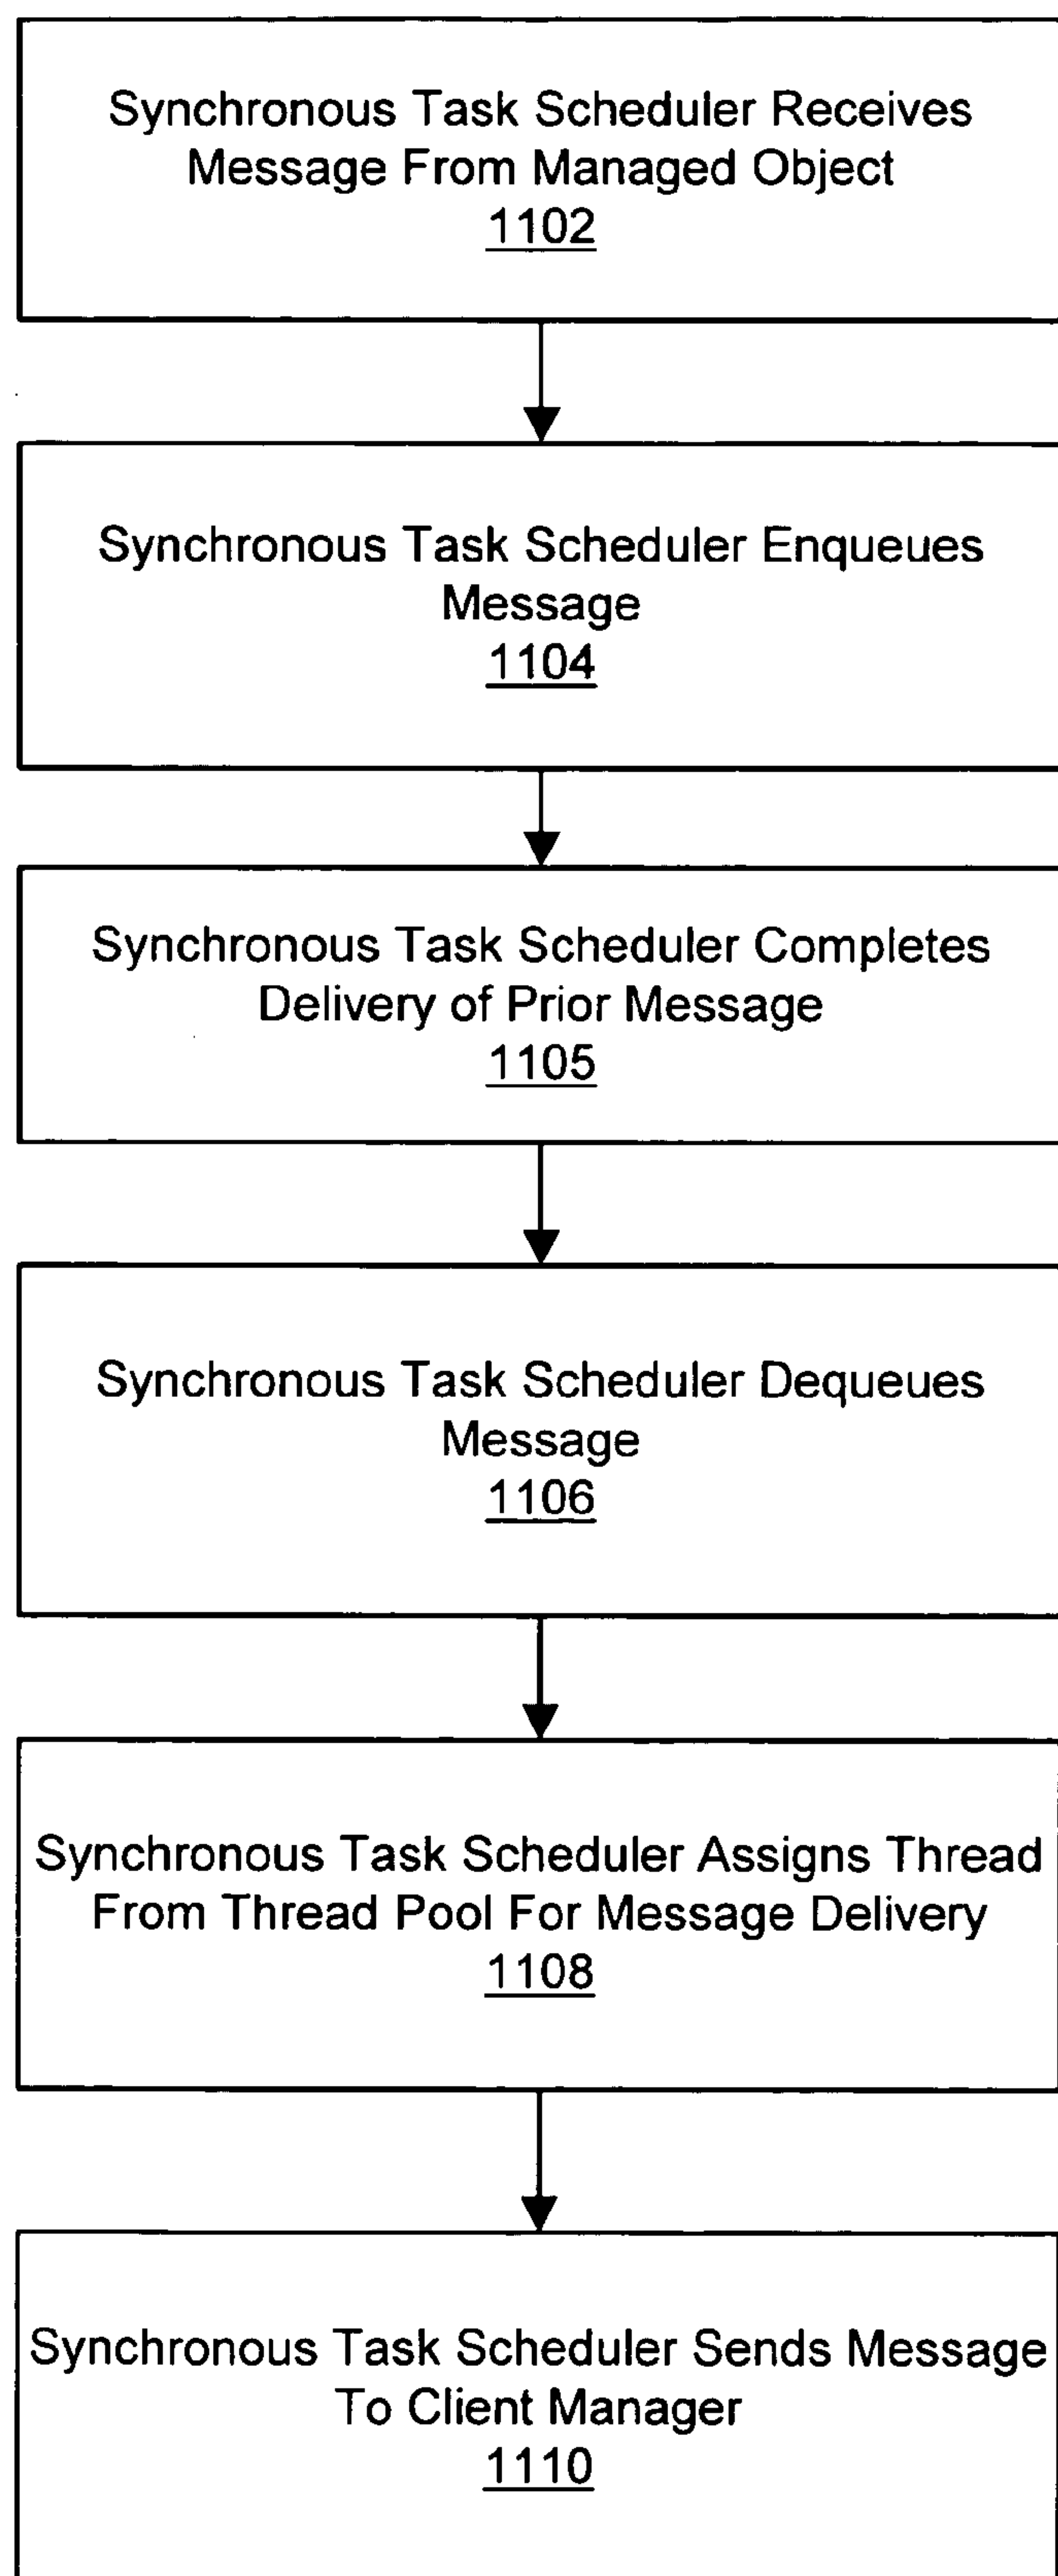 Synchronous Task Scheduler Receives
Message From Managed Object
1102
Synchronous Task Scheduler Enqueues
Message
1104
Synchronous Task Scheduler Completes
Delivery of Prior Message
1105
Synchronous Task Scheduler Dequeues
Message
1106
Synchronous Task Scheduler Assigns Thread
From Thread Pool For Message Delivery
1108
Synchronous Task Scheduler Sends Message
To Client Manager
1110